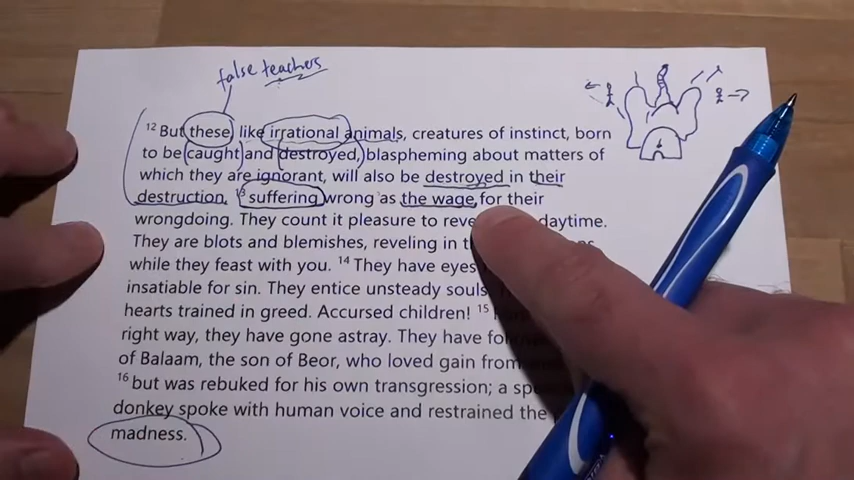 false teachers
12 But these like irrational animals, creatures of instinct, born
to be caught and destroyed, blaspheming about matters of
which they are ignorant, will also be destroyed in their
destruction, 13 suffering wrong as the wage for their
wrongdoing. They count it pleasure to daytime.
They are blots and blemishes, reveling in
while they feast with you. 14 They have eyes
insatiable for sin. They entice unsteady souls
hearts trained in greed. Accursed children! 15
right way, they have gone astray. They have
of Balaam, the son of Beor, who loved gain from
16 but was rebuked for his own transgression; a
donkey spoke with human voice and restrained the
madness.